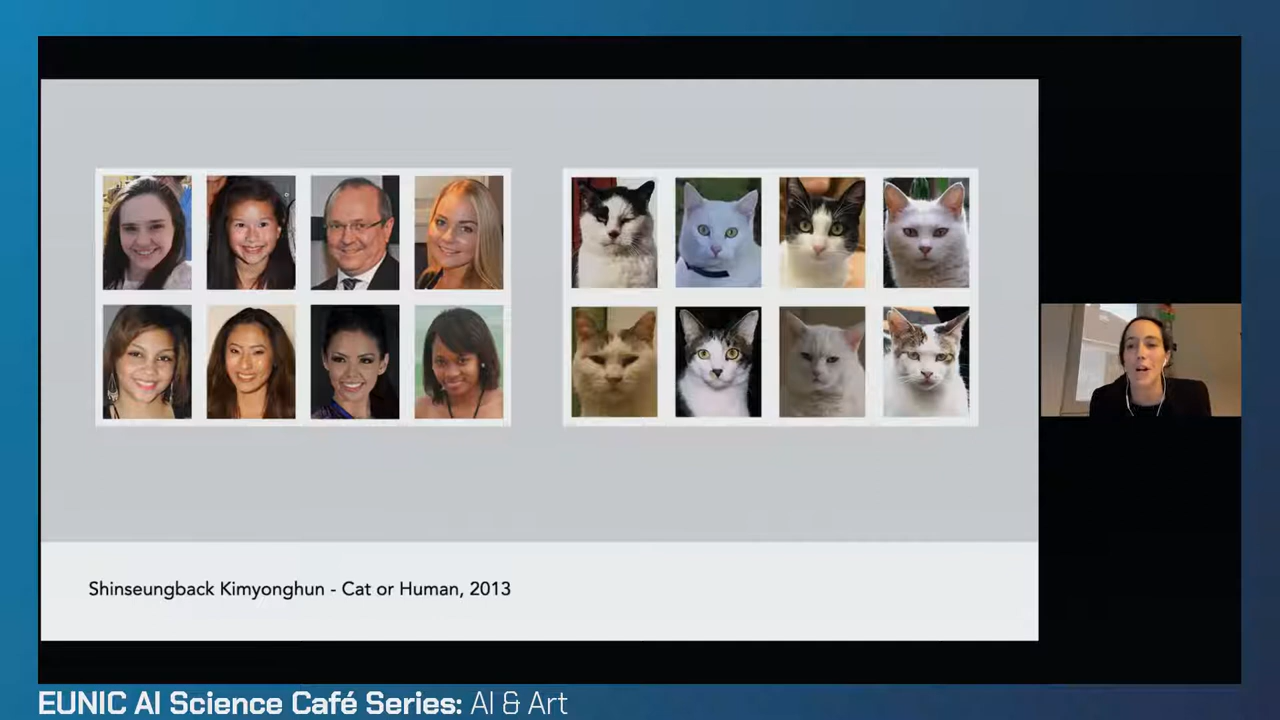 Shinseungback Kimyonghun - Cat or Human, 2013
EUNIC AI Science Café Series: AI & Art